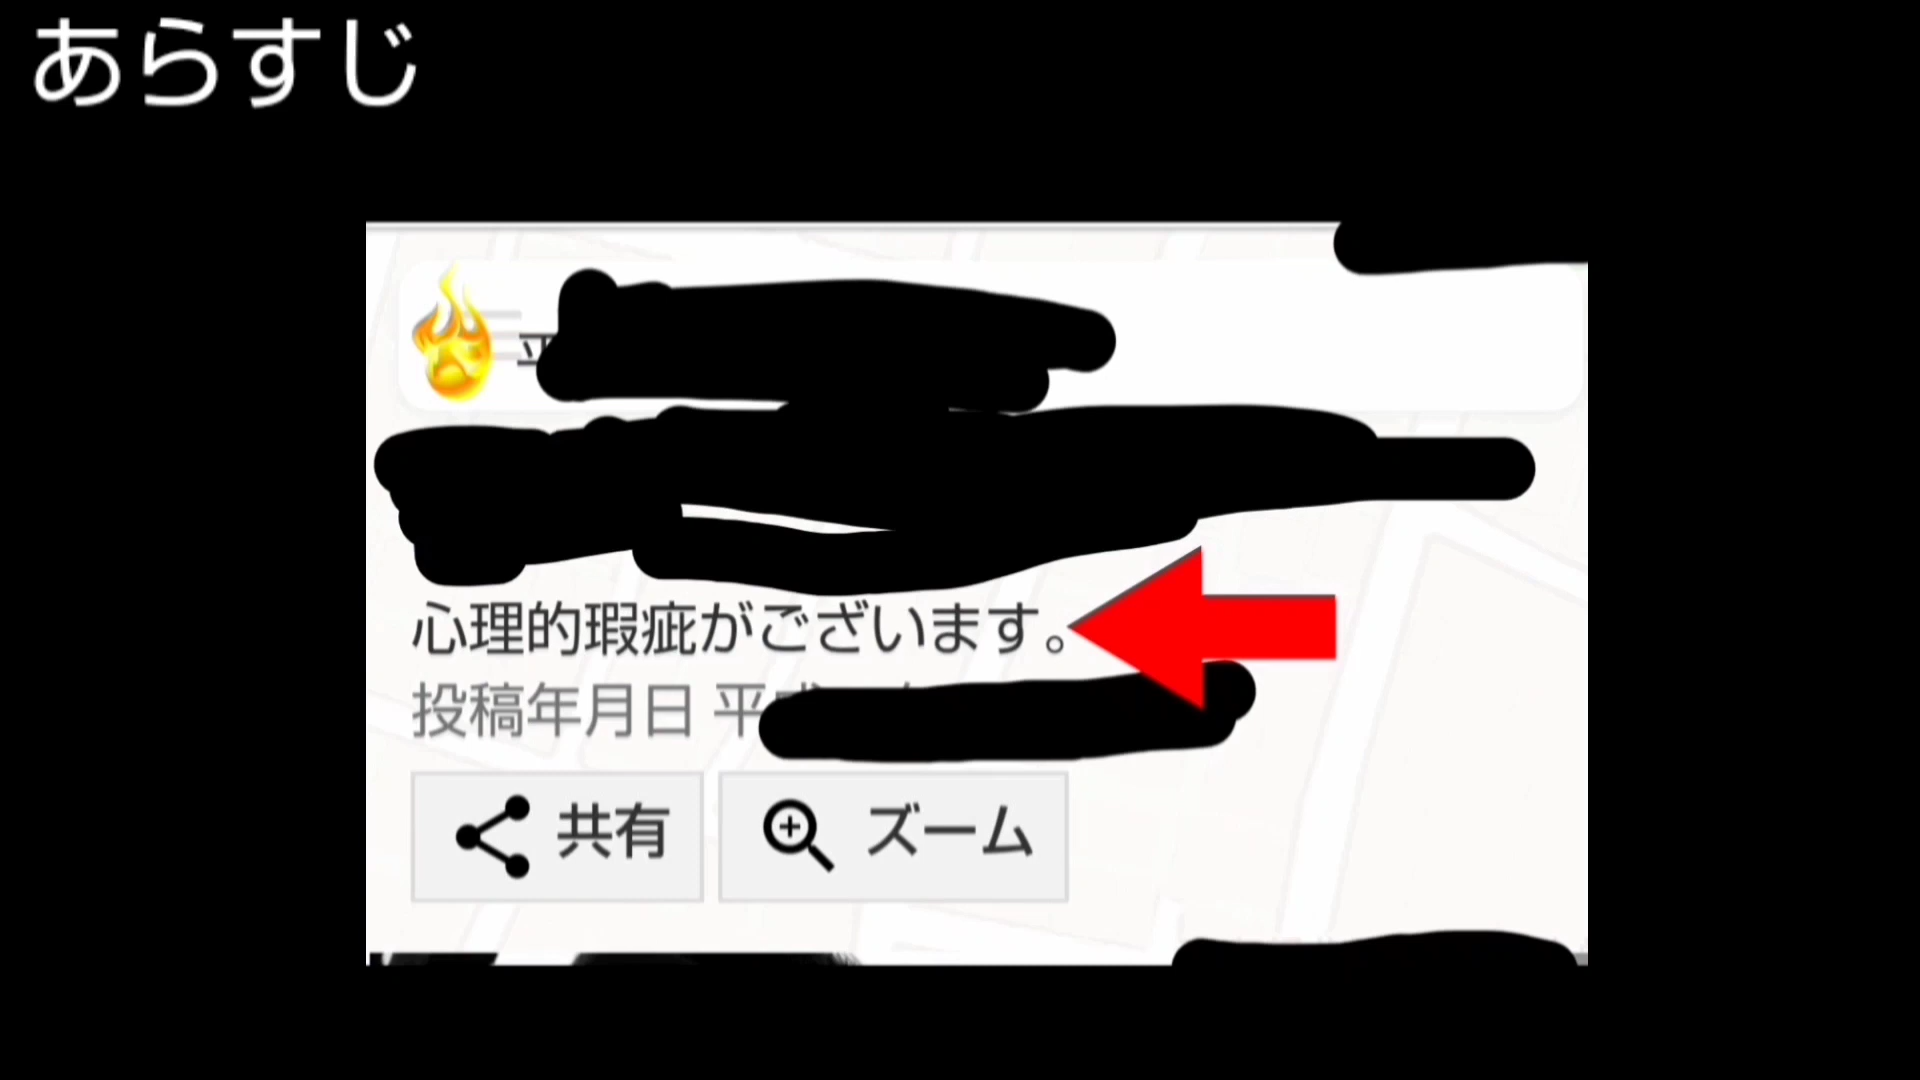 あらすじ
心理的瑕疵がございます。
投稿年月日 平
共有
ズーム